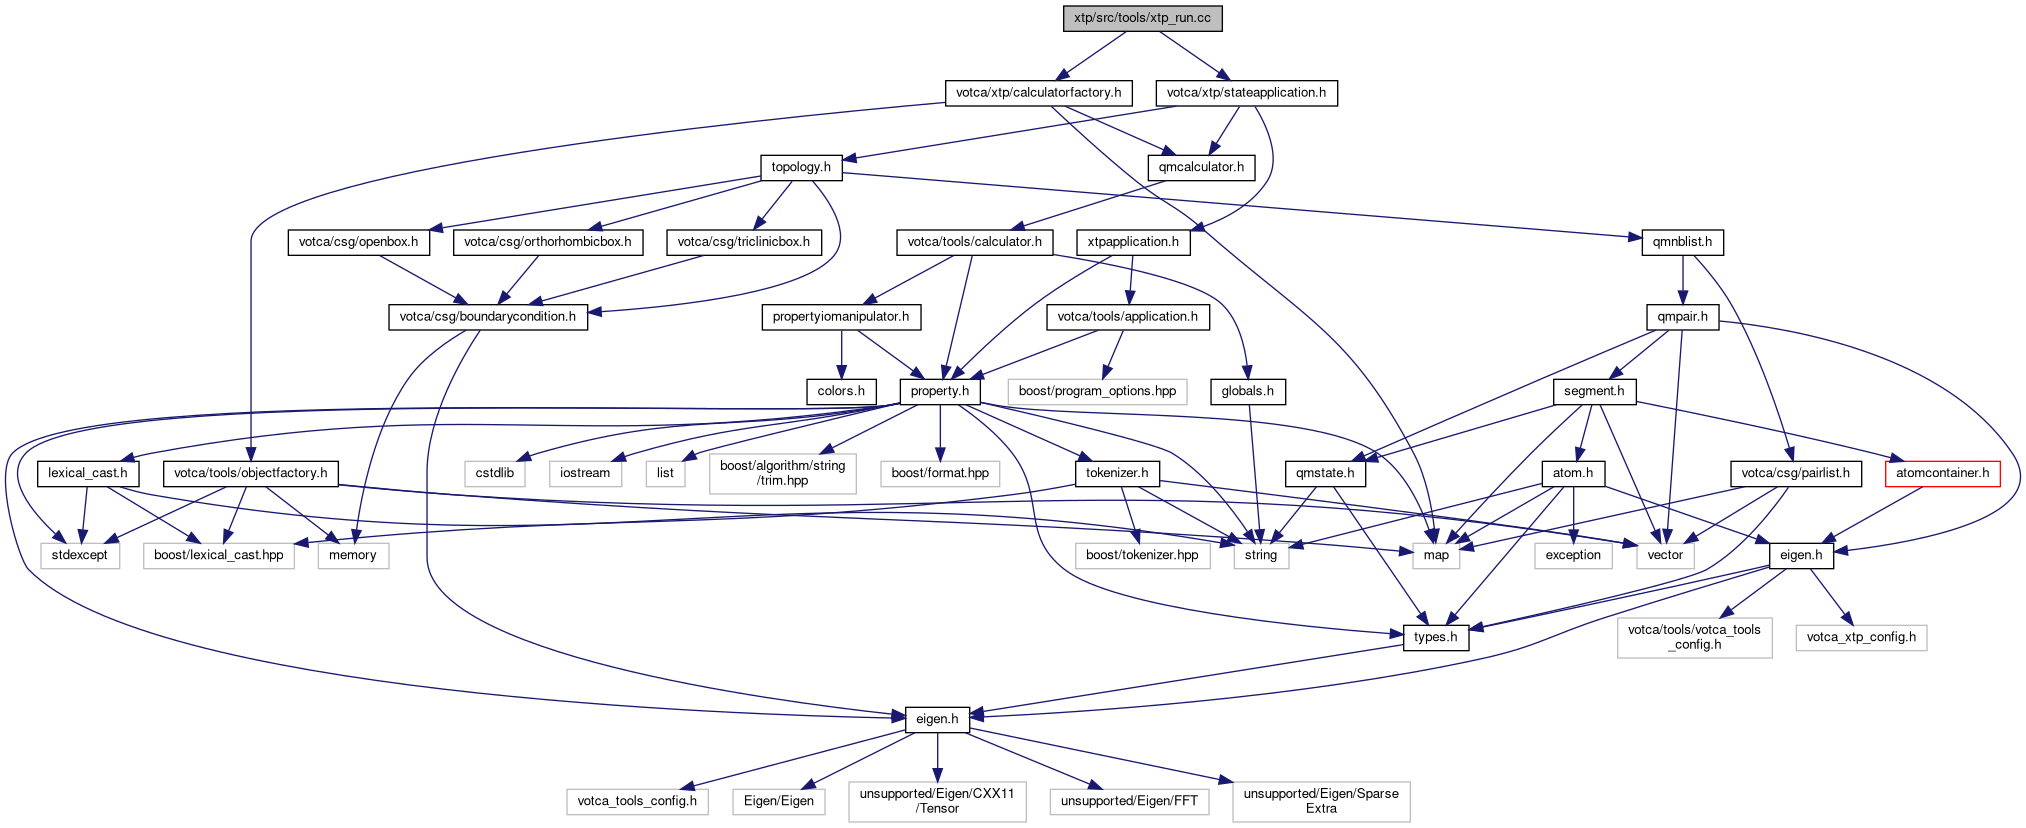 xtp/src/tools/xtp_run.cc
votca/xtp/calculatorfactory.h
votca/xtp/stateapplication.h
topology.h
qmcalculator.h
votca/csg/openbox.h
votca/csg/orthorhombicbox.h
votca/csg/triclinicbox.h
votca/tools/calculator.h
xtpapplication.h
qmnblist.h
votca/csg/boundarycondition.h
propertyiomanipulator.h
votca/tools/application.h
qmpair.h
colors.h
property.h
boost/program_options.hpp
globals.h
segment.h
lexical_cast.h
votca/tools/objectfactory.h
cstdlib
iostream
list
boost/algorithm/string
/trim.hpp
boost/format.hpp
tokenizer.h
qmstate.h
atom.h
votca/csg/pairlist.h
atomcontainer.h
stdexcept
boost/lexical_cast.hpp
memory
boost/tokenizer.hpp
string
map
exception
vector
eigen.h
types.h
votca/tools/votca_tools
_config.h
votca_xtp_config.h
eigen.h
votca_tools_config.h
Eigen/Eigen
unsupported/Eigen/CXX11
/Tensor
unsupported/Eigen/FFT
unsupported/Eigen/Sparse
Extra